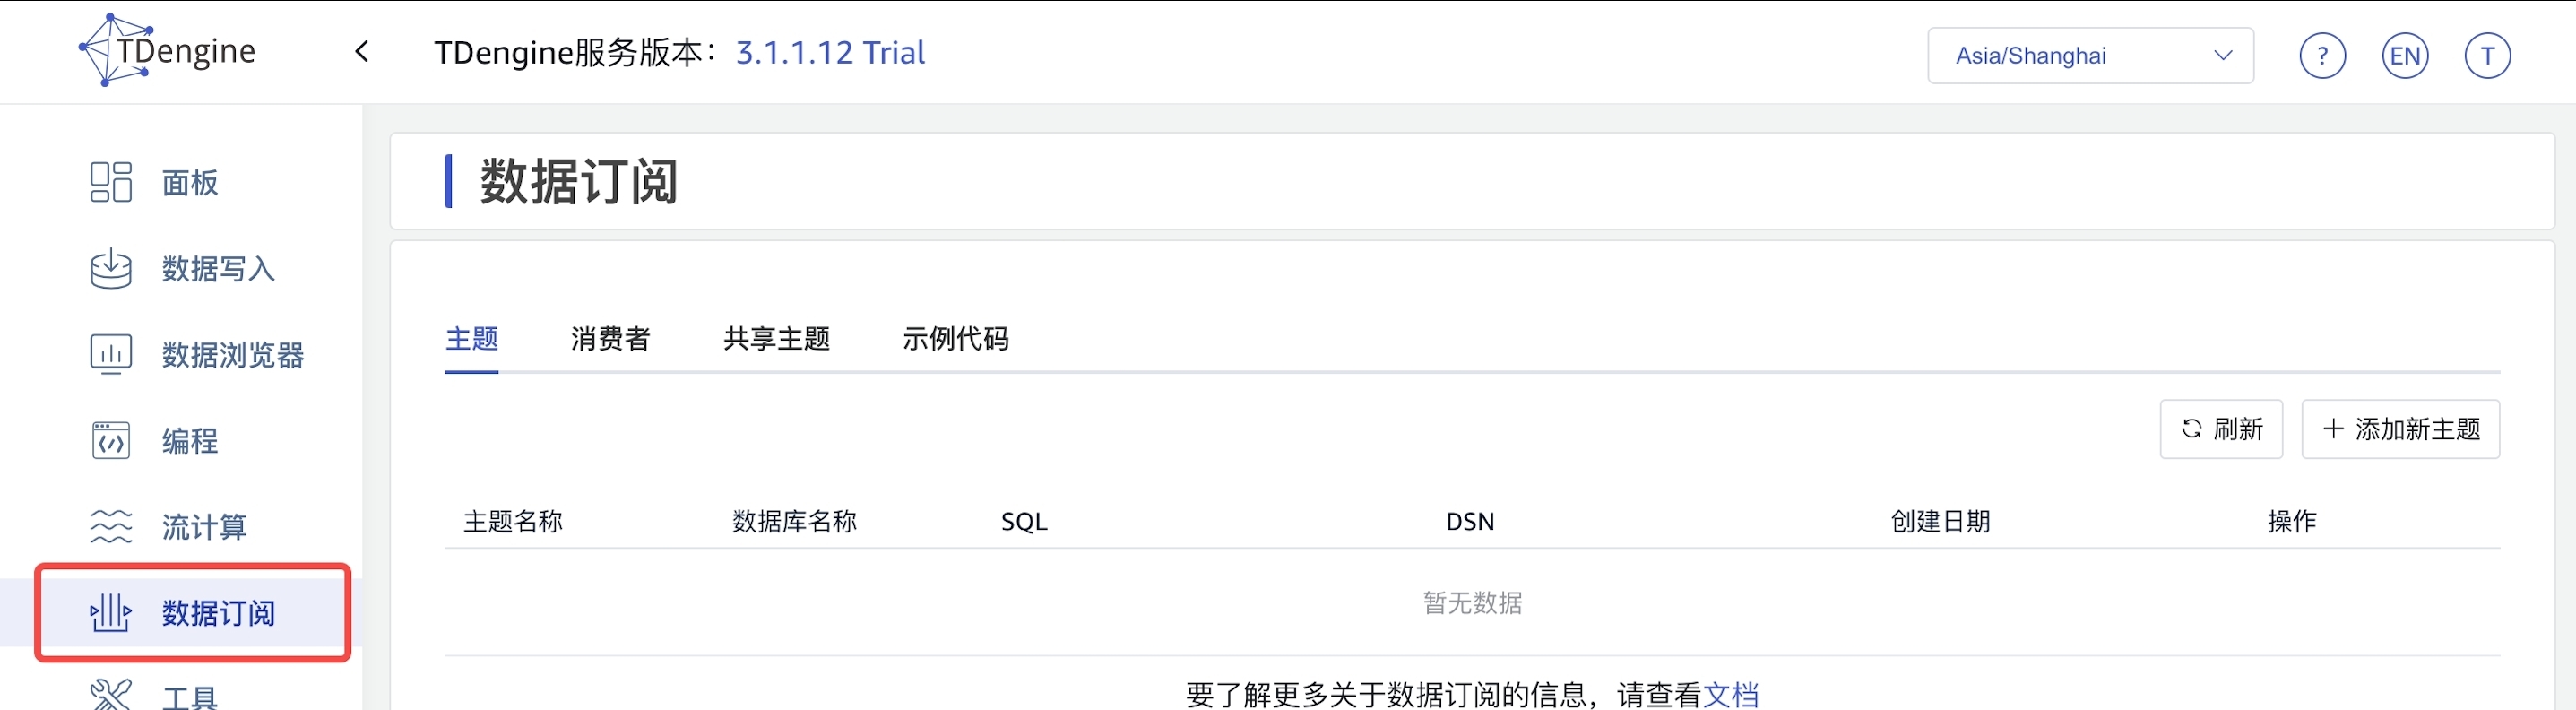 TDengine
TDengine服务版本：3.1.1.12 Trial
Asia/Shanghai
?
EN
T
面板
数据写入
数据浏览器
编程
流计算
数据订阅
工具
数据订阅
主题 消费者 共享主题 示例代码
刷新 添加新主题
主题名称 数据库名称 SQL DSN 创建日期 操作
暂无数据
要了解更多关于数据订阅的信息，请查看文档